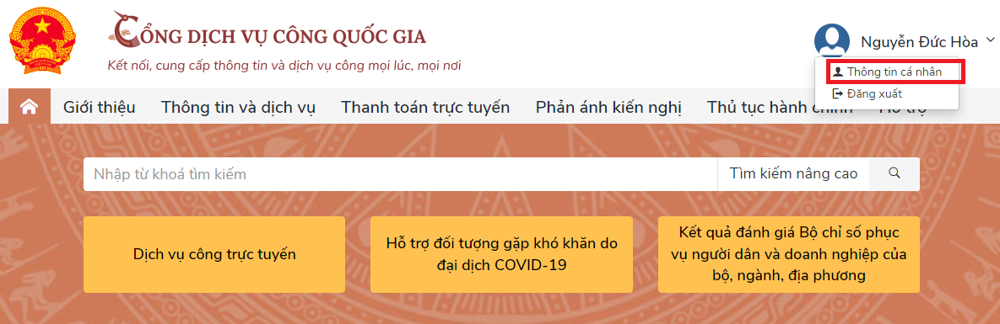 CỔNG DỊCH VỤ CÔNG QUỐC GIA
Kết nối, cung cấp thông tin và dịch vụ công mọi lúc, mọi nơi
Nguyễn Đức Hòa
Thông tin cá nhân
Đăng xuất
Giới thiệu
Thông tin và dịch vụ
Thanh toán trực tuyến
Phản ánh kiến nghị
Thủ tục hành chính
Hỗ trợ
Nhập từ khoá tìm kiếm
Tìm kiếm nâng cao
Dịch vụ công trực tuyến
Hỗ trợ đối tượng gặp khó khăn do
đại dịch COVID-19
Kết quả đánh giá Bộ chỉ số phục
vụ người dân và doanh nghiệp của
bộ, ngành, địa phương